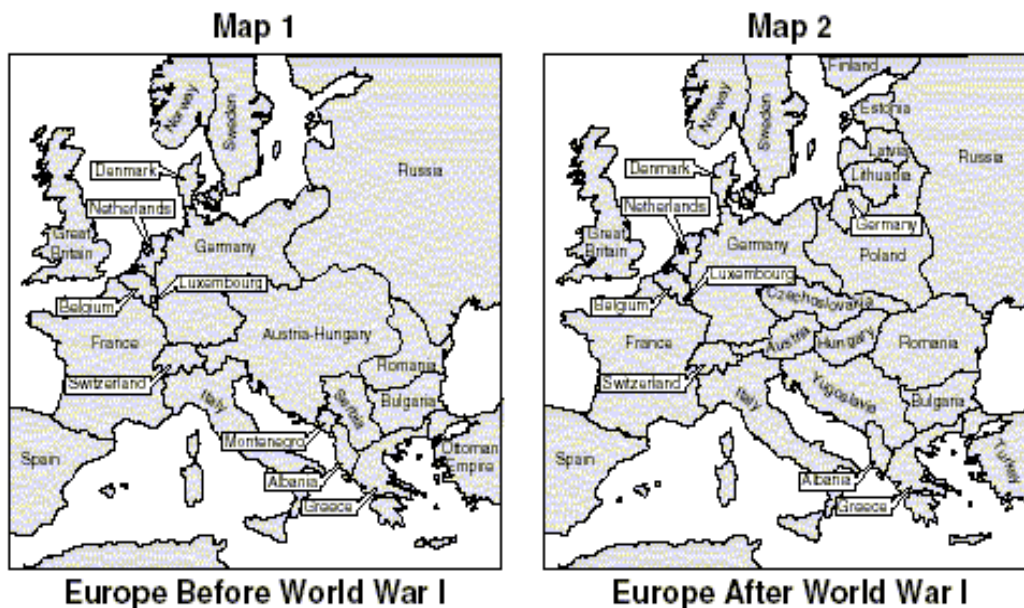 Map 1
Norway
Sweden
Denmark
Russia
Netherlands
Great
Britain
Germany
Luxembourg
Belgium
France
Austria-Hungary
Switzerland
Romania
Italy
Serbia
Bulgaria
Montenegro
Ottoman
Empire
Spain
Albania
Greece
Europe Before World War I
Map 2
Finland
Norway
Sweden
Estonia
Latvia
Russia
Denmark
Lithuania
Netherlands
Germany
Great
Britain
Germany
Poland
Luxembourg
Belgium
Czechoslovakia
France
Austria
Hungary
Romania
Switzerland
Yugoslavia
Italy
Bulgaria
Spain
Turkey
Albania
Greece
Europe After World War I